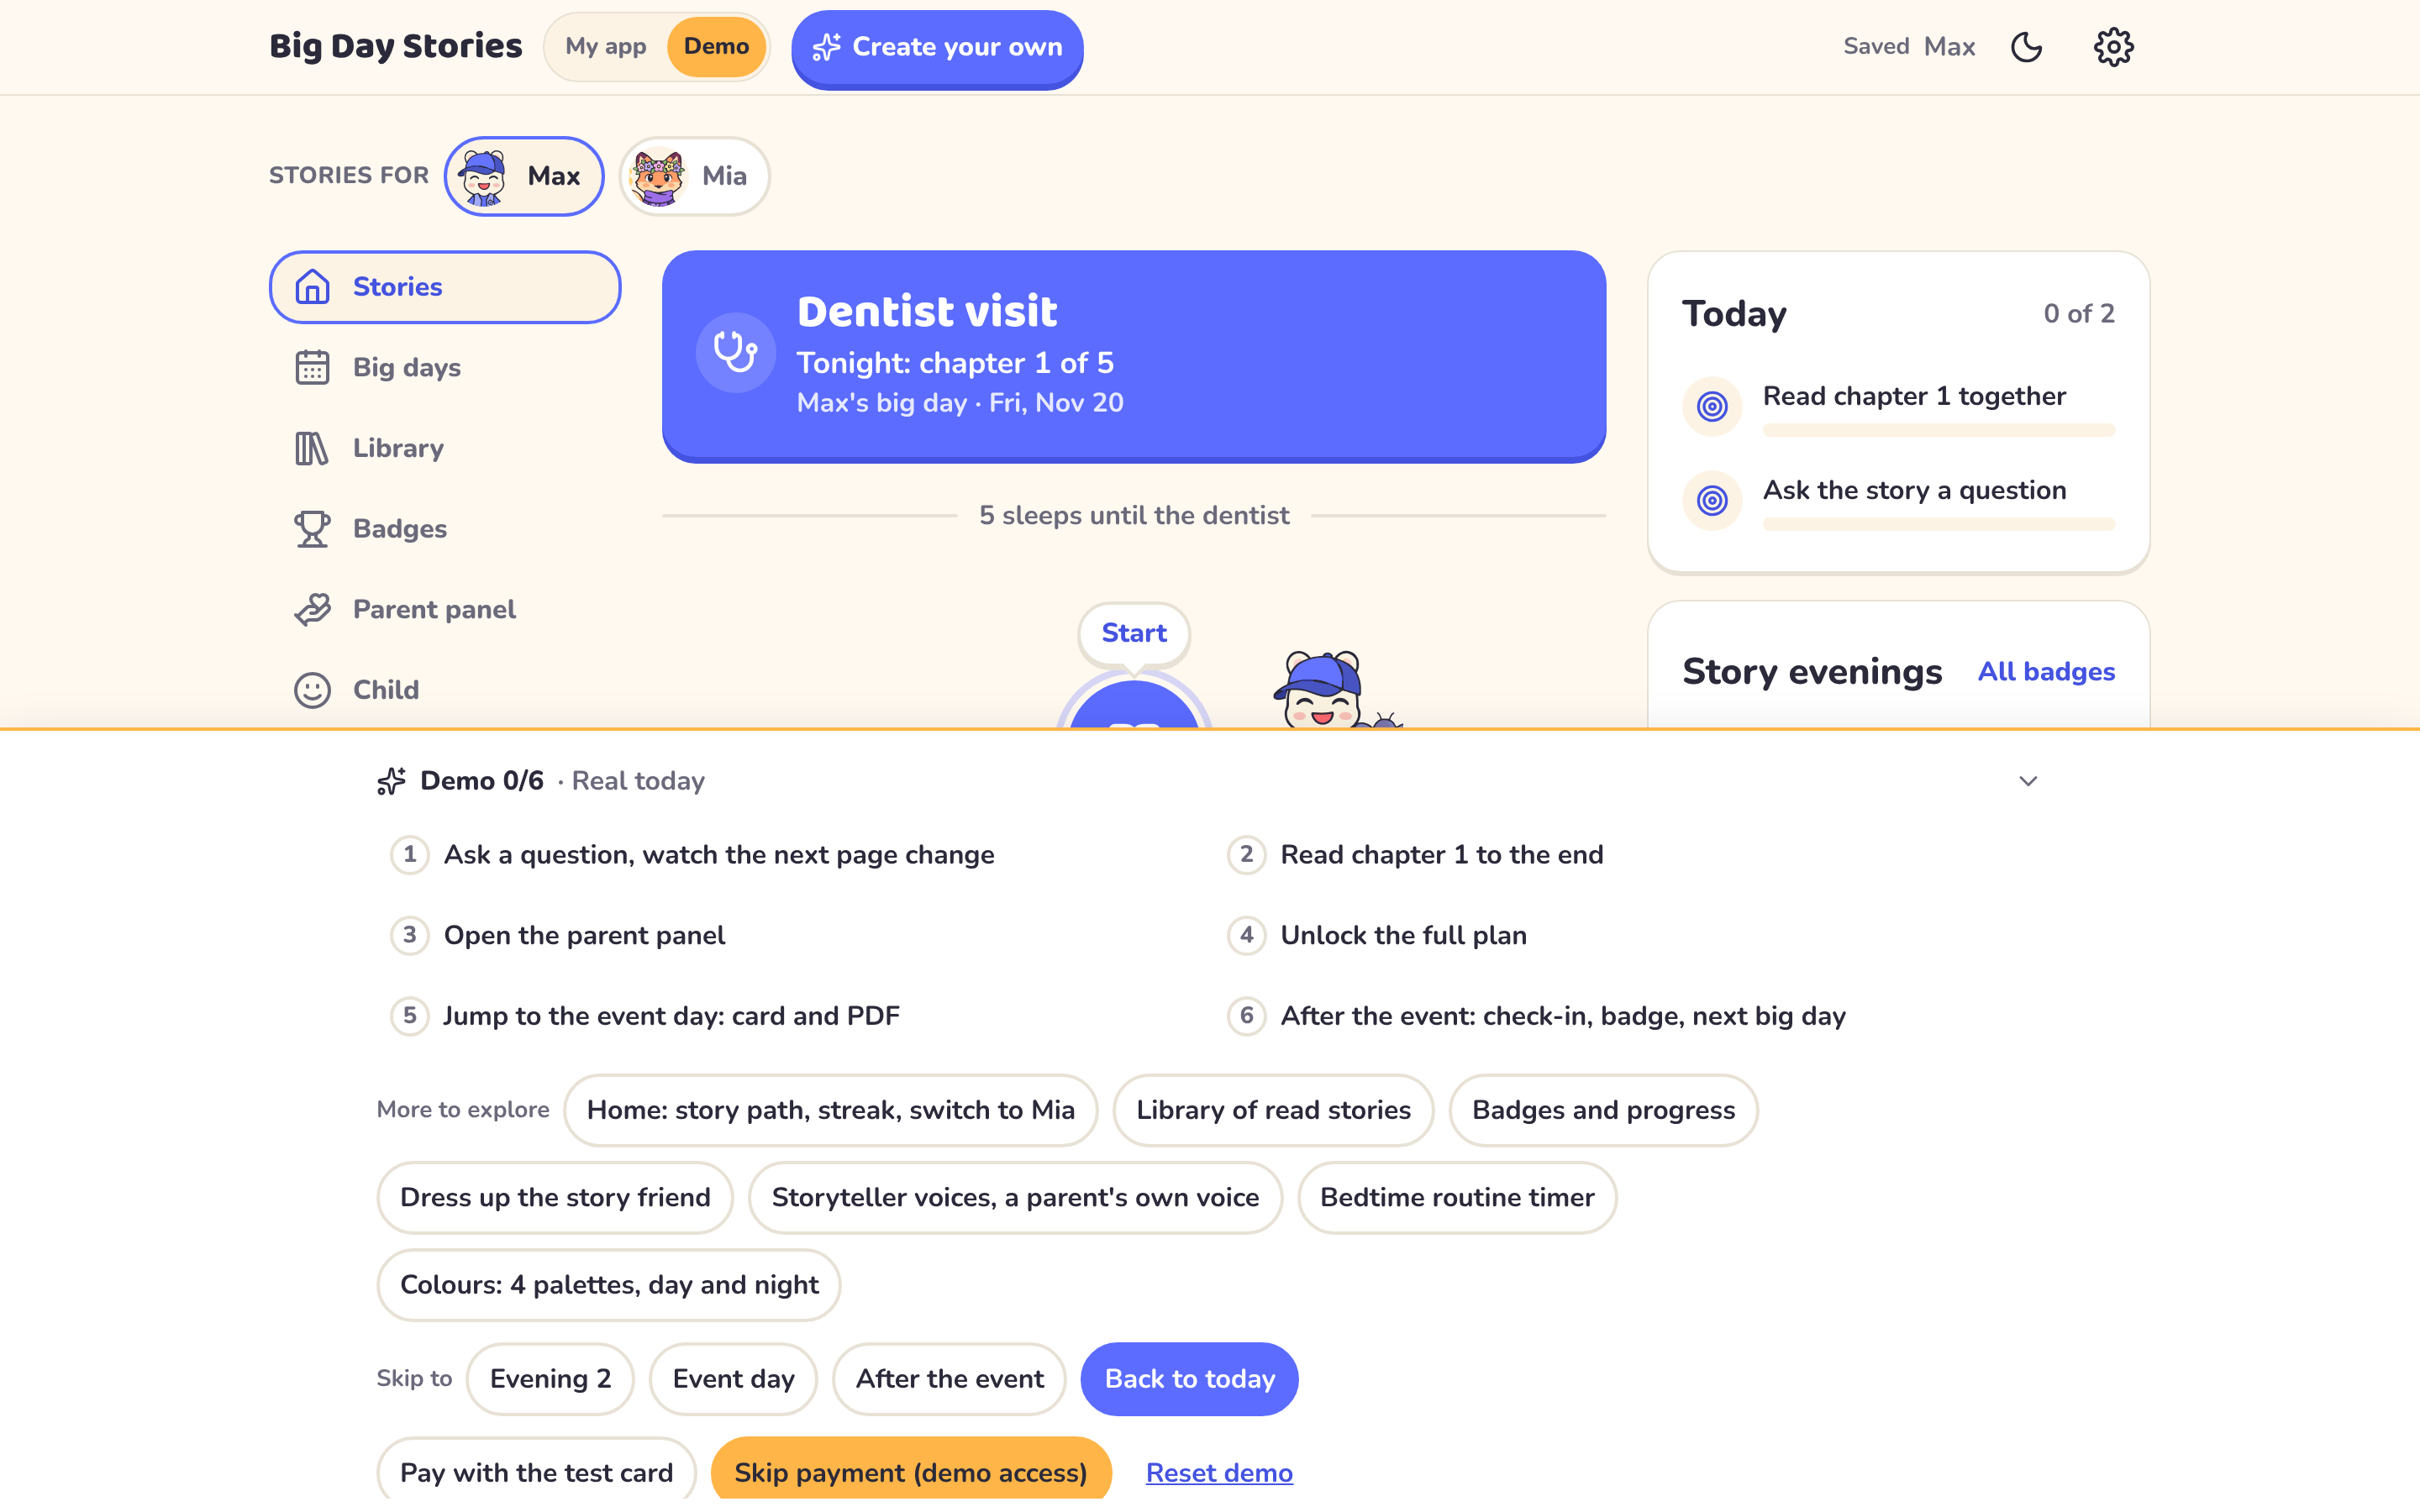 Big Day Stories
My app
Demo
Create your own
Saved
Max
STORIES FOR
Max
Mia
Stories
Big days
Library
Badges
Parent panel
Child
Dentist visit
Tonight: chapter 1 of 5
Max's big day · Fri, Nov 20
5 sleeps until the dentist
Start
Today
0 of 2
Read chapter 1 together
Ask the story a question
Story evenings
All badges
Demo 0/6 · Real today
1 Ask a question, watch the next page change
2 Read chapter 1 to the end
3 Open the parent panel
4 Unlock the full plan
5 Jump to the event day: card and PDF
6 After the event: check-in, badge, next big day
More to explore
Home: story path, streak, switch to Mia
Library of read stories
Badges and progress
Dress up the story friend
Storyteller voices, a parent's own voice
Bedtime routine timer
Colours: 4 palettes, day and night
Skip to
Evening 2
Event day
After the event
Back to today
Pay with the test card
Skip payment (demo access)
Reset demo